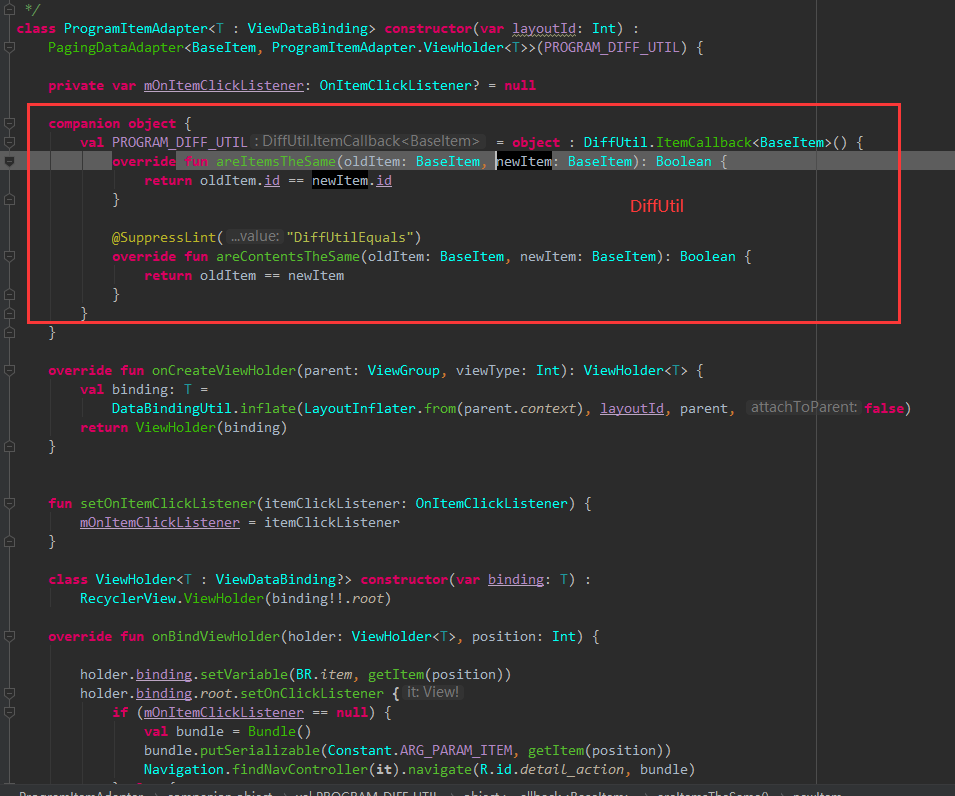 */
class ProgramItemAdapter<T : ViewDataBinding> constructor(var layoutId: Int) :
    PagingDataAdapter<BaseItem, ProgramItemAdapter.ViewHolder<T>>(PROGRAM_DIFF_UTIL) {
    private var mOnItemClickListener: OnItemClickListener? = null
    companion object {
        val PROGRAM_DIFF_UTIL : DiffUtil.ItemCallback<BaseItem> = object : DiffUtil.ItemCallback<BaseItem>() {
            override fun areItemsTheSame(oldItem: BaseItem, newItem: BaseItem): Boolean {
                return oldItem.id == newItem.id
            }
DiffUtil
            @SuppressLint( ...value: "DiffUtilEquals")
            override fun areContentsTheSame(oldItem: BaseItem, newItem: BaseItem): Boolean {
                return oldItem == newItem
            }
        }
    }
    override fun onCreateViewHolder(parent: ViewGroup, viewType: Int): ViewHolder<T> {
        val binding: T =
            DataBindingUtil.inflate(LayoutInflater.from(parent.context), layoutId, parent, attachToParent: false)
        return ViewHolder(binding)
    }
    fun setOnItemClickListener(itemClickListener: OnItemClickListener) {
        mOnItemClickListener = itemClickListener
    }
    class ViewHolder<T : ViewDataBinding?> constructor(var binding: T) :
        RecyclerView.ViewHolder(binding!!.root)
    override fun onBindViewHolder(holder: ViewHolder<T>, position: Int) {
        holder.binding.setVariable(BR.item, getItem(position))
        holder.binding.root.setOnClickListener { it: View!
            if (mOnItemClickListener == null) {
                val bundle = Bundle()
                bundle.putSerializable(Constant.ARG_PARAM_ITEM, getItem(position))
                Navigation.findNavController(it).navigate(R.id.detail_action, bundle)